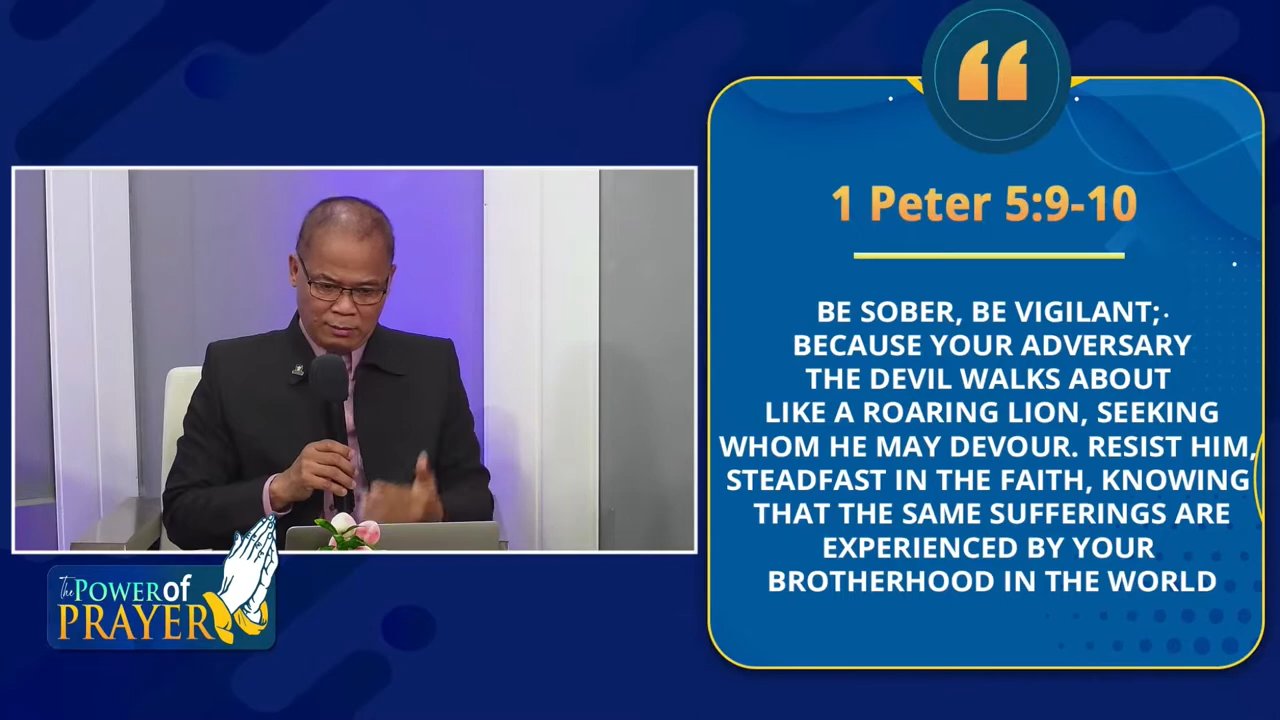 1 Peter 5:9-10
BE SOBER, BE VIGILANT;
BECAUSE YOUR ADVERSARY
THE DEVIL WALKS ABOUT
LIKE A ROARING LION, SEEKING
WHOM HE MAY DEVOUR. RESIST HIM,
STEADFAST IN THE FAITH, KNOWING
THAT THE SAME SUFFERINGS ARE
EXPERIENCED BY YOUR
BROTHERHOOD IN THE WORLD
The POWER of
PRAYER